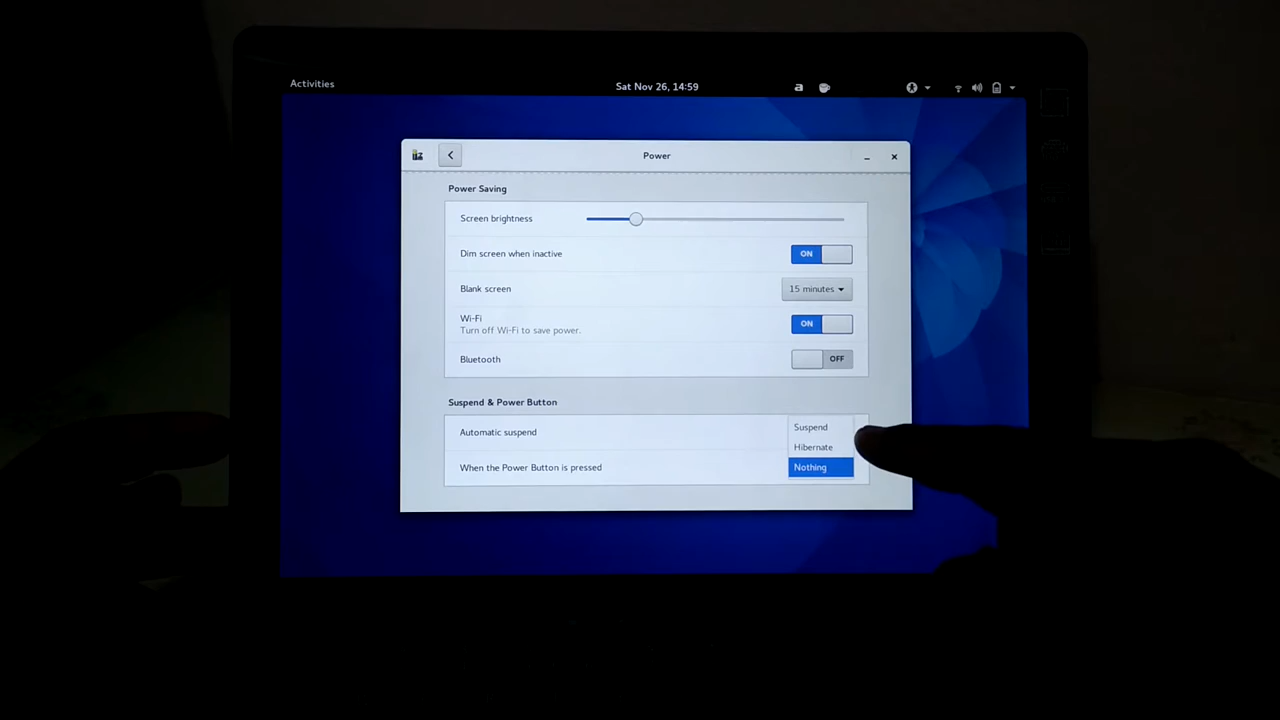 Activities
Sat Nov 26, 14:59
a
Power
Power Saving
Screen brightness
Dim screen when inactive
ON
Blank screen
15 minutes
Wi-Fi
ON
Turn off Wi-Fi to save power.
Bluetooth
OFF
Suspend & Power Button
Automatic suspend
Suspend
Hibernate
When the Power Button is pressed
Nothing